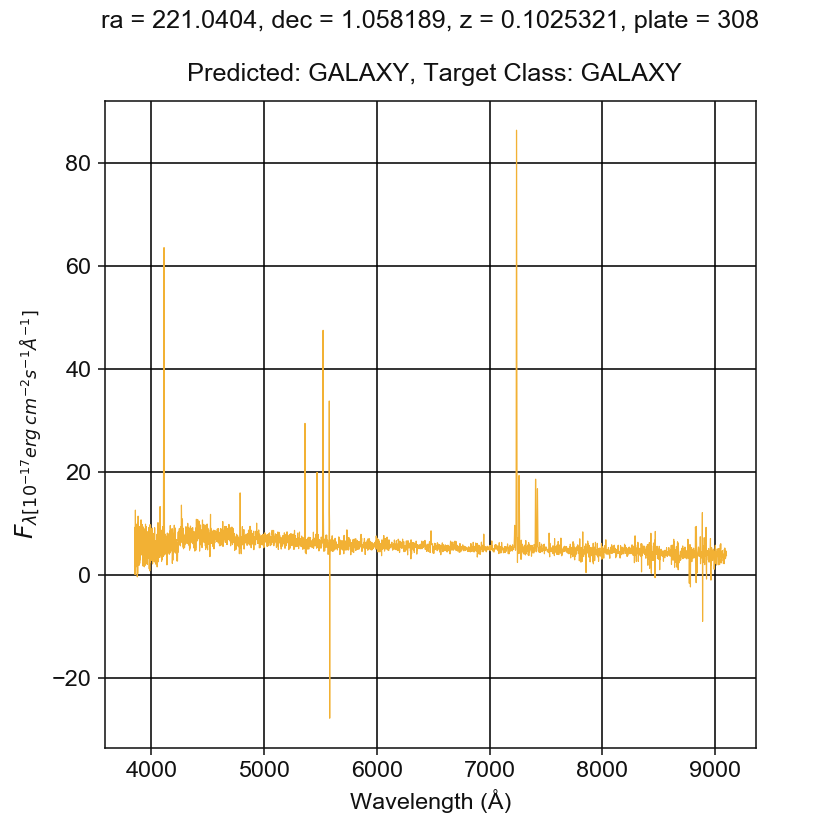 ra = 221.0404, dec = 1.058189, z = 0.1025321, plate = 308
Predicted: GALAXY, Target Class: GALAXY
80
60
40
20
0
−20
F_{λ[10^{−17} erg cm^{−2} s^{−1} Å^{−1}]}
4000 5000 6000 7000 8000 9000
Wavelength (Å)